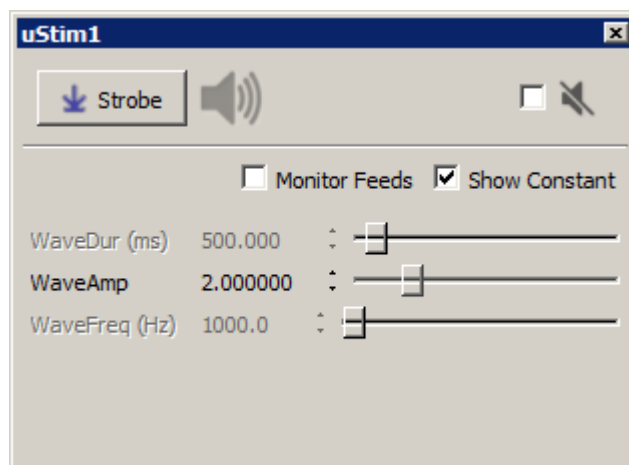 uStim1
Strobe
Monitor Feeds Show Constant
WaveDur (ms) 500.000
WaveAmp 2.000000
WaveFreq (Hz) 1000.0